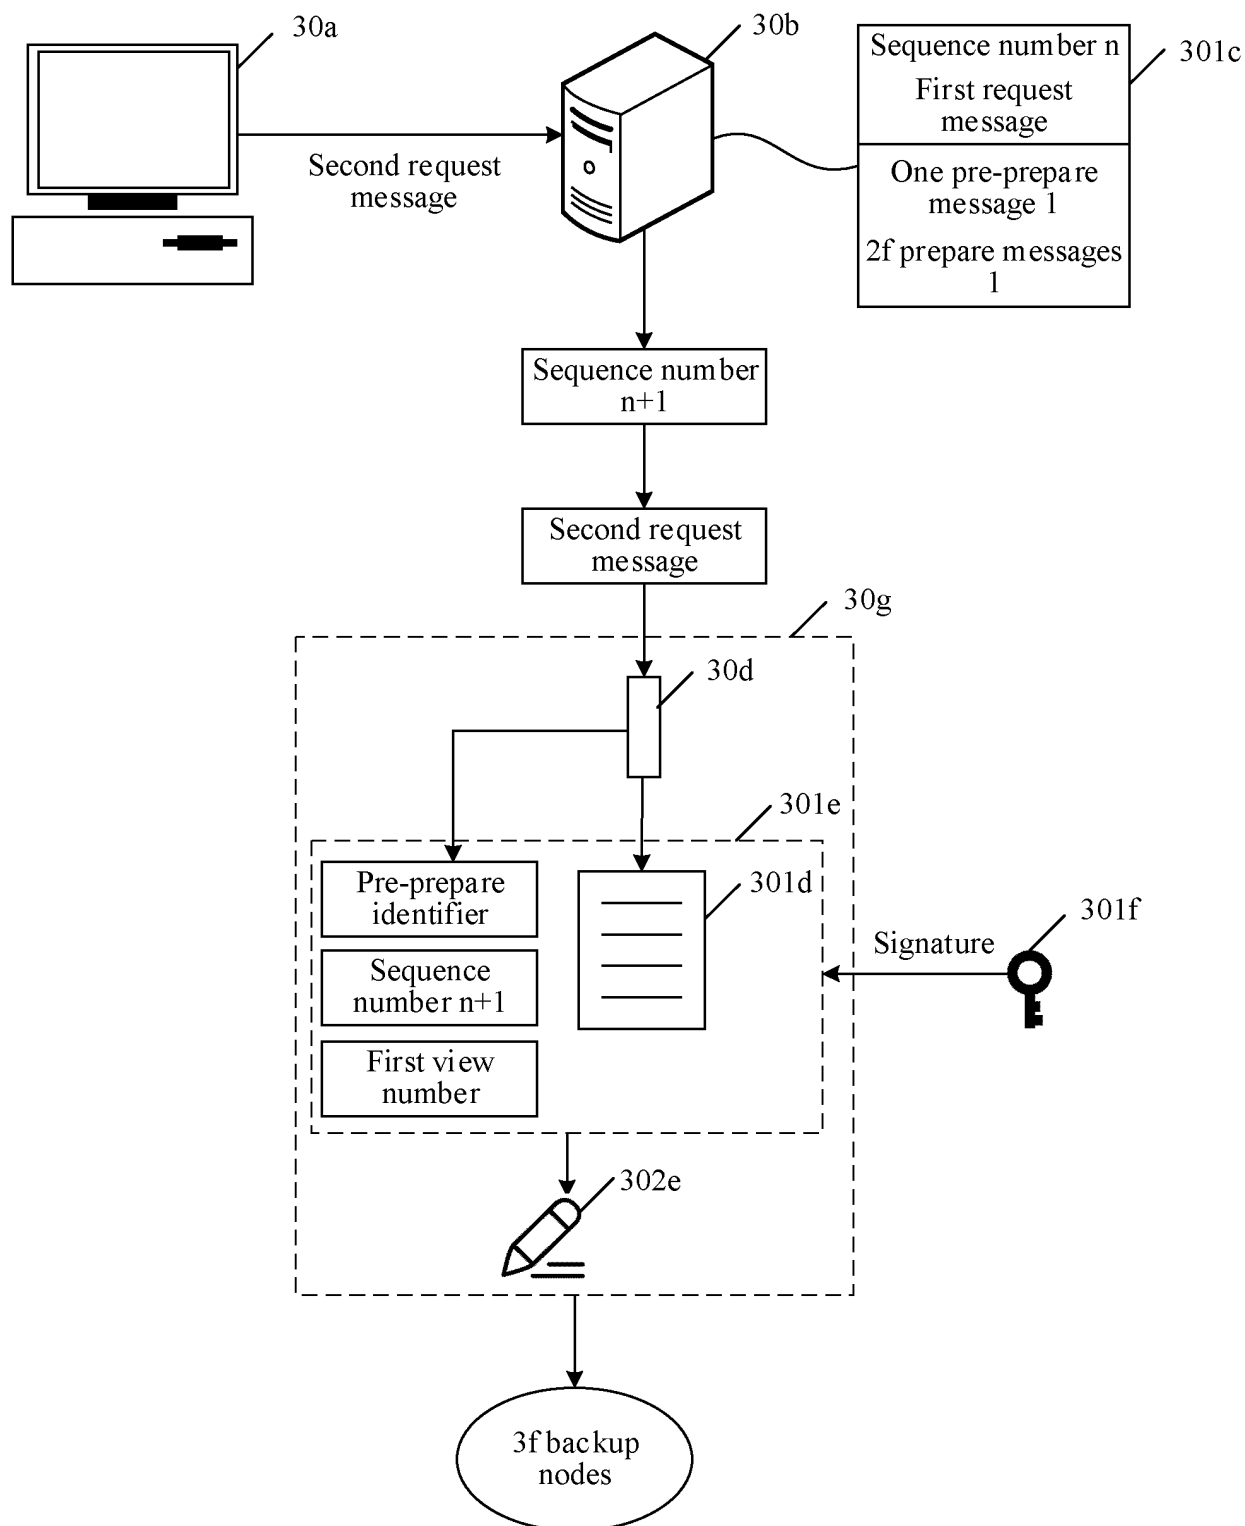 30a
30b
Sequence number n
First request
message
301c
Second request
message
One pre-prepare
message 1
2f prepare messages
1
Sequence number
n+1
Second request
message
30g
30d
301e
Pre-prepare
identifier
301d
Sequence
number n+1
First view
number
Signature
301f
302e
3f backup
nodes